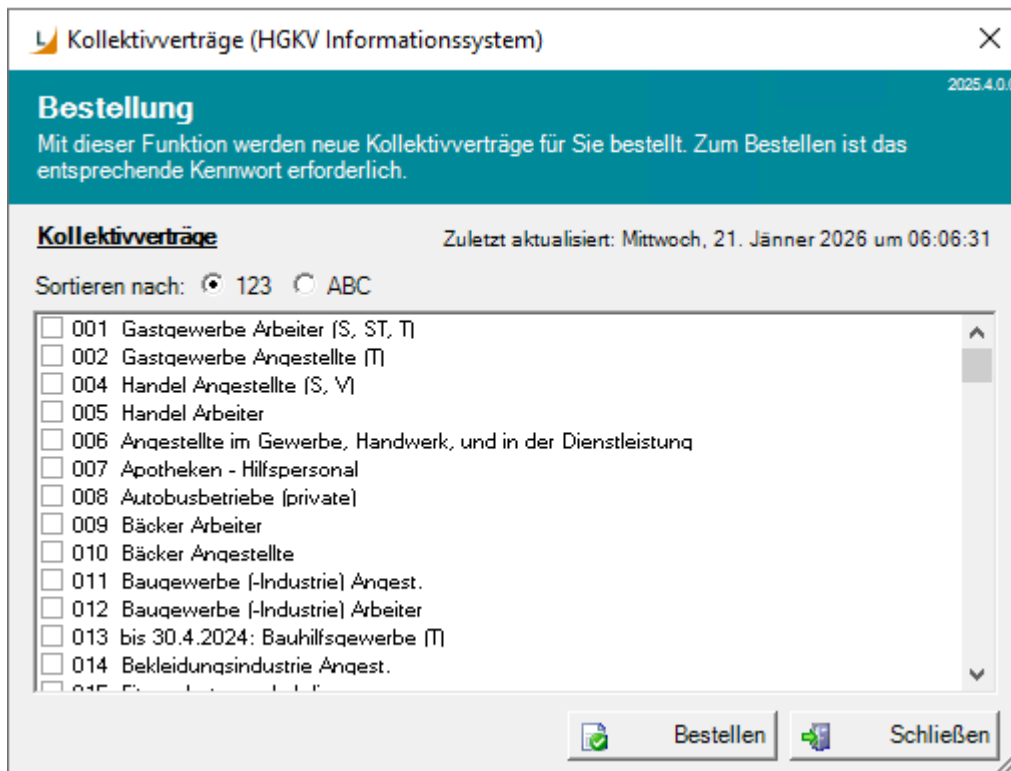 Kollektivverträge (HGKV Informationssystem)
2025.4.0.
Bestellung
Mit dieser Funktion werden neue Kollektivverträge für Sie bestellt. Zum Bestellen ist das
entsprechende Kennwort erforderlich.
Kollektivverträge
Zuletzt aktualisiert: Mittwoch, 21. Jänner 2026 um 06:06:31
Sortieren nach: 123 ABC
001 Gastgewerbe Arbeiter (S, ST, T)
002 Gastgewerbe Angestellte (T)
004 Handel Angestellte (S, V)
005 Handel Arbeiter
006 Angestellte im Gewerbe, Handwerk, und in der Dienstleistung
007 Apotheken - Hilfspersonal
008 Autobusbetriebe (private)
009 Bäcker Arbeiter
010 Bäcker Angestellte
011 Baugewerbe (-Industrie) Angest.
012 Baugewerbe (-Industrie) Arbeiter
013 bis 30.4.2024: Bauhilfsgewerbe (T)
014 Bekleidungsindustrie Angest.
Bestellen
Schließen